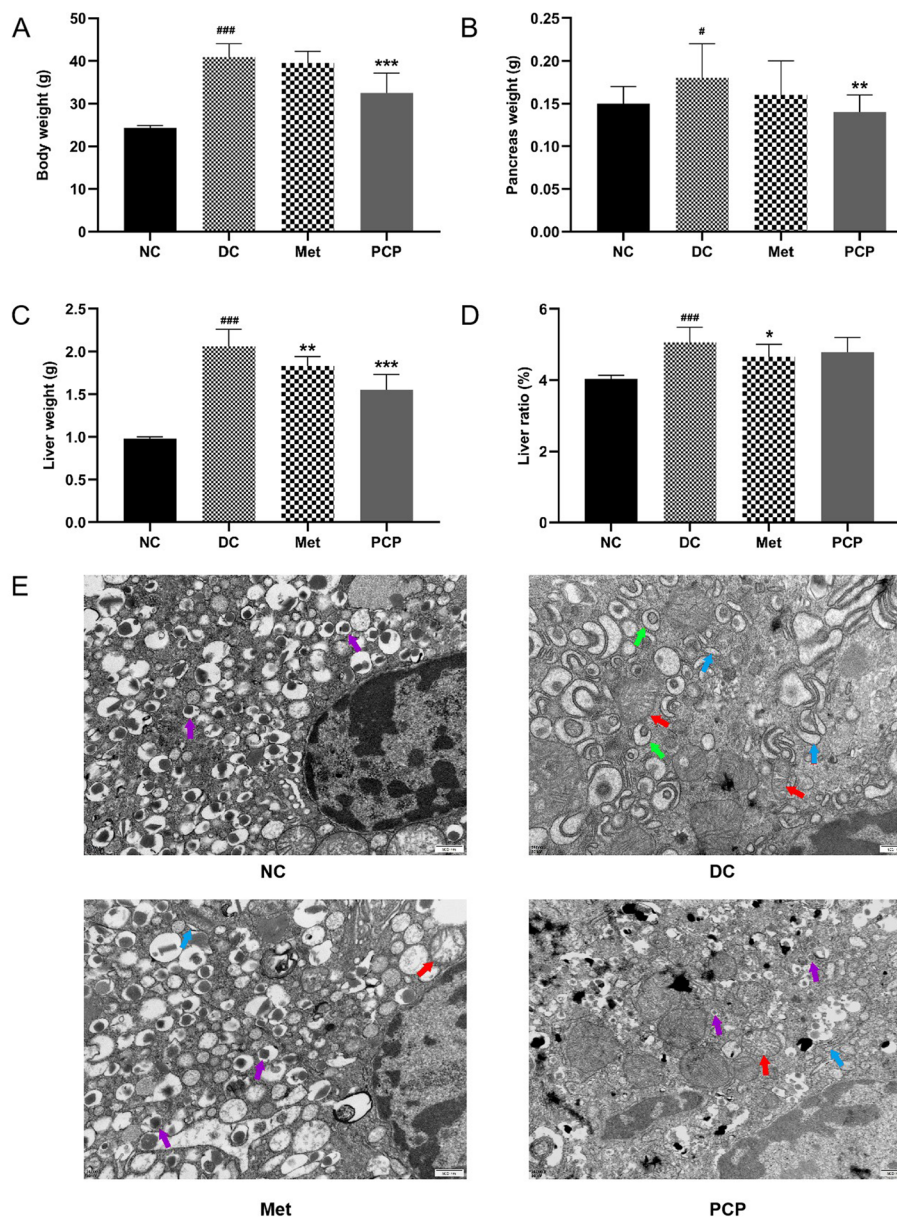 A
Body weight (g)
50
40
30
20
10
0
###
***
NC DC Met PCP
B
Pancreas weight (g)
0.25
0.20
0.15
0.10
0.05
0.00
#
**
NC DC Met PCP
C
Liver weight (g)
2.5
2.0
1.5
1.0
0.5
0.0
###
**
***
NC DC Met PCP
D
Liver ratio (%)
6
4
2
0
###
*
NC DC Met PCP
E
NC
DC
Met
PCP